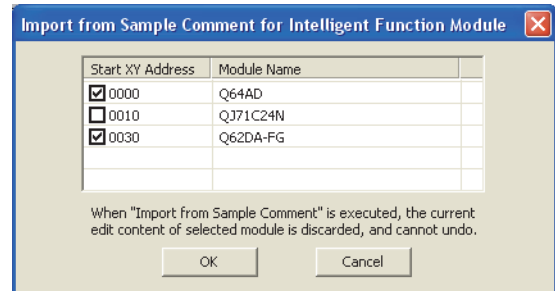 Import from Sample Comment for Intelligent Function Module
Start XY Address Module Name
0000 Q64AD
0010 QJ71C24N
0030 Q62DA-FG
When "Import from Sample Comment" is executed, the current
edit content of selected module is discarded, and cannot undo.
OK Cancel